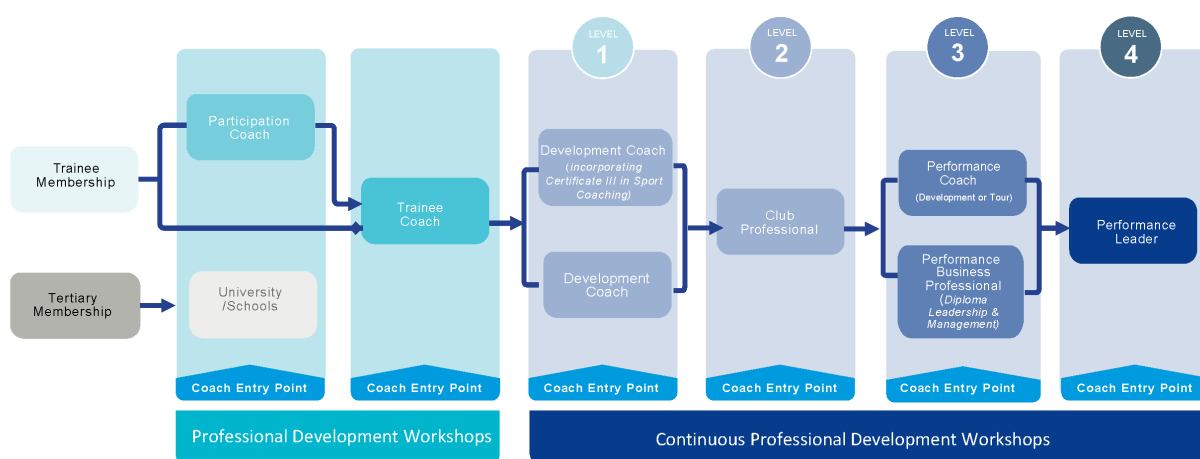 LEVEL
1
LEVEL
2
LEVEL
3
LEVEL
4
Trainee
Membership
Participation
Coach
Trainee
Coach
Development Coach
(incorporating
Certificate III in Sport
Coaching)
Development
Coach
Club
Professional
Performance
Coach
(Development or Tour)
Performance
Business
Professional
(Diploma
Leadership &
Management)
Performance
Leader
Tertiary
Membership
University
/Schools
Coach Entry Point
Coach Entry Point
Coach Entry Point
Coach Entry Point
Coach Entry Point
Coach Entry Point
Professional Development Workshops
Continuous Professional Development Workshops